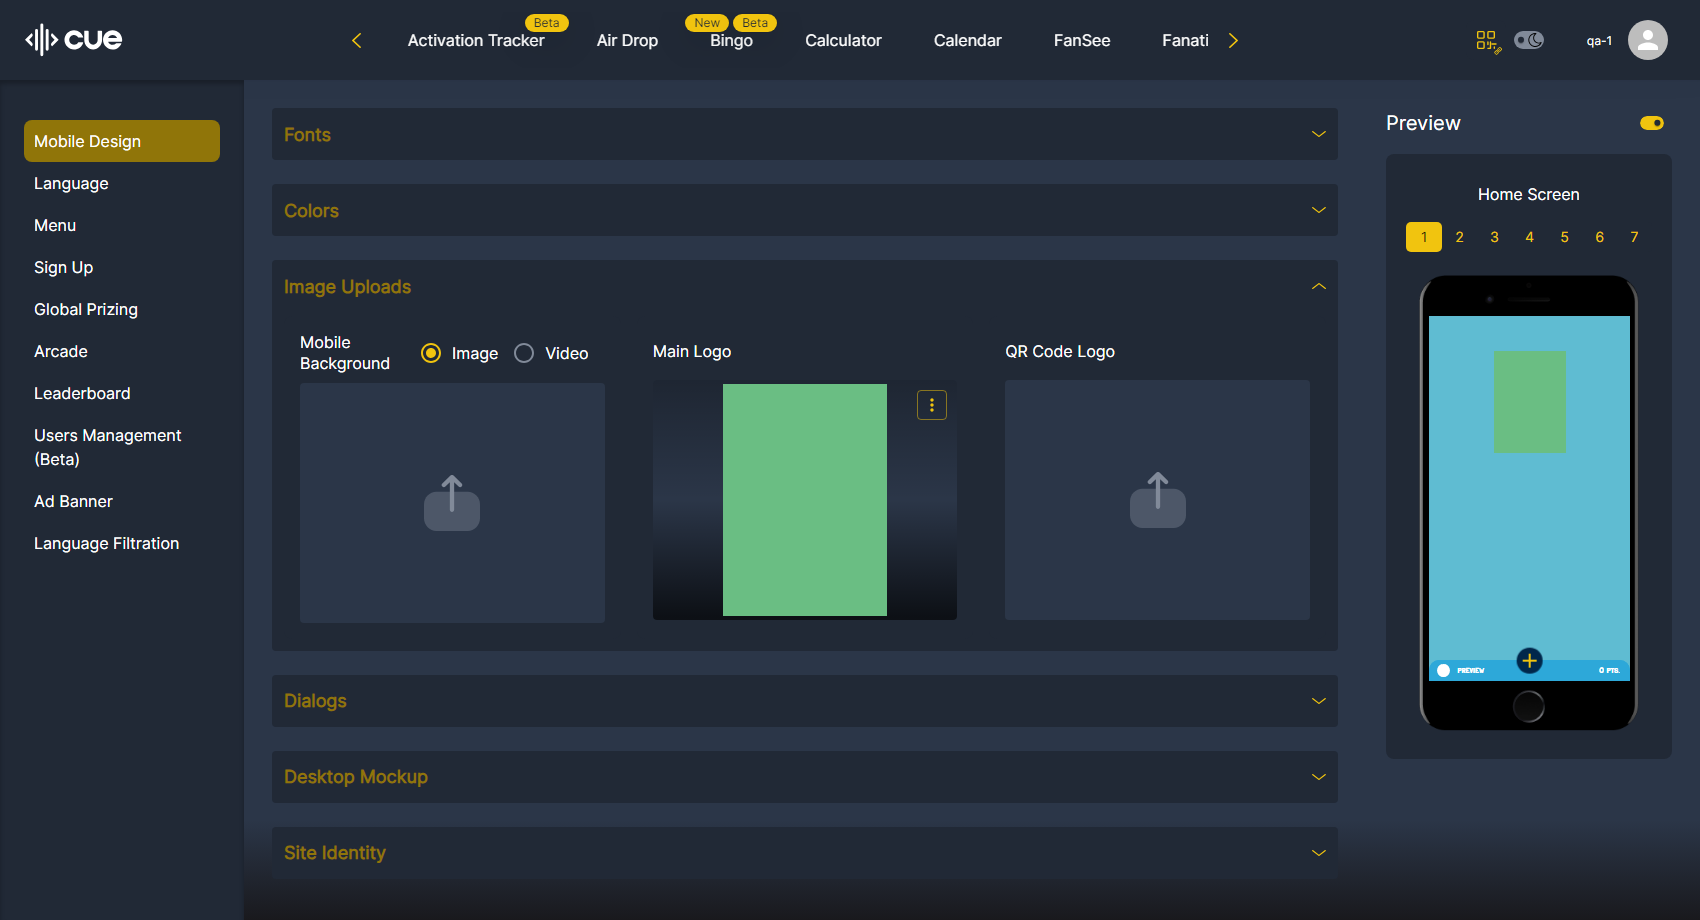 cue
Beta
New
Beta
Activation Tracker
Air Drop
Bingo
Calculator
Calendar
FanSee
Fanati
qa-1
Mobile Design
Language
Menu
Sign Up
Global Prizing
Arcade
Leaderboard
Users Management
(Beta)
Ad Banner
Language Filtration
Fonts
Colors
Image Uploads
Mobile
Background
Image
Video
Main Logo
QR Code Logo
Dialogs
Desktop Mockup
Site Identity
Preview
Home Screen
1 2 3 4 5 6 7
PREVIEW
0 PTS.